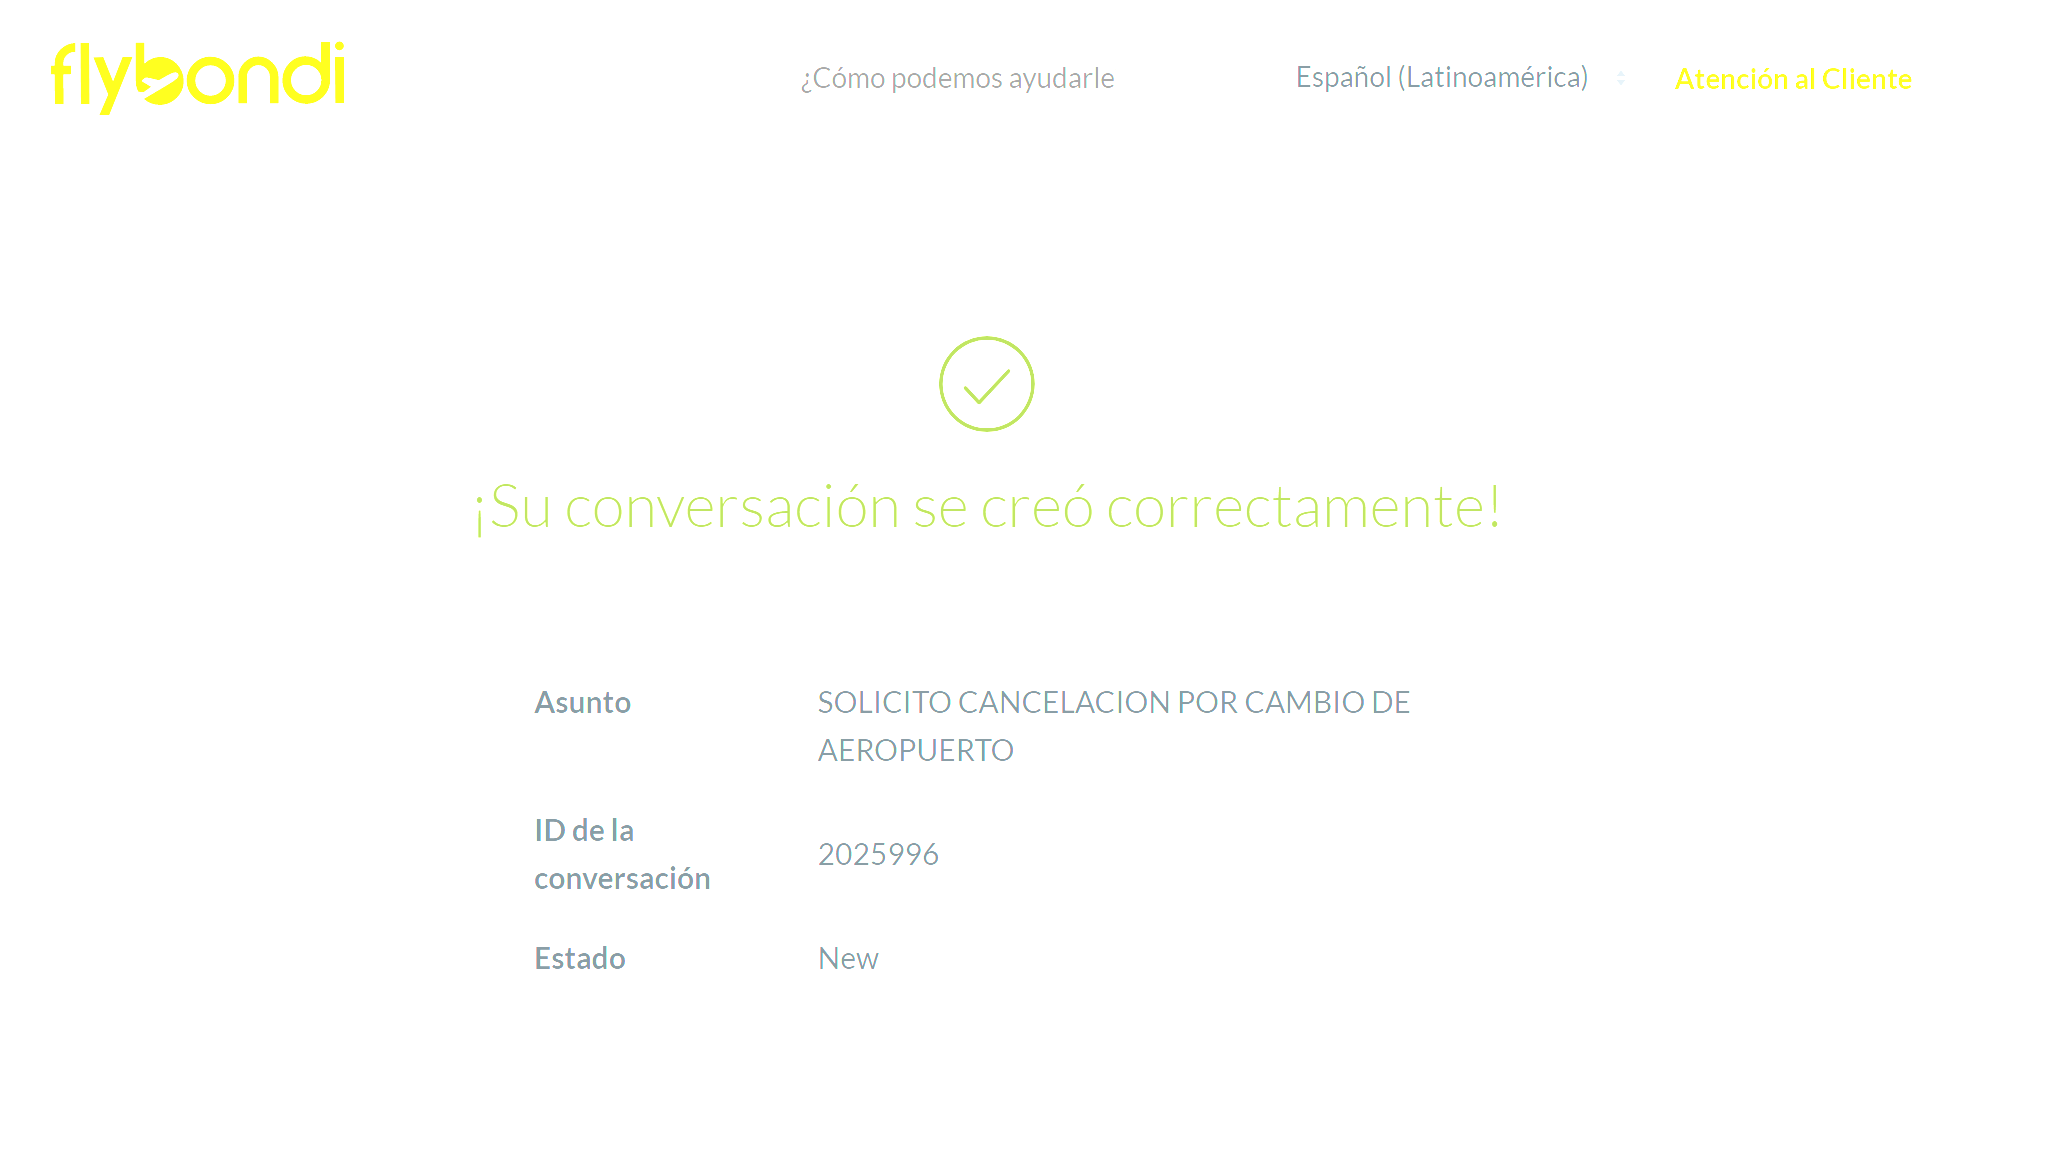 flybondi
¿Cómo podemos ayudarle
Español (Latinoamérica)
Atención al Cliente
¡Su conversación se creó correctamente!
Asunto
SOLICITO CANCELACION POR CAMBIO DE
AEROPUERTO
ID de la
conversación
2025996
Estado
New